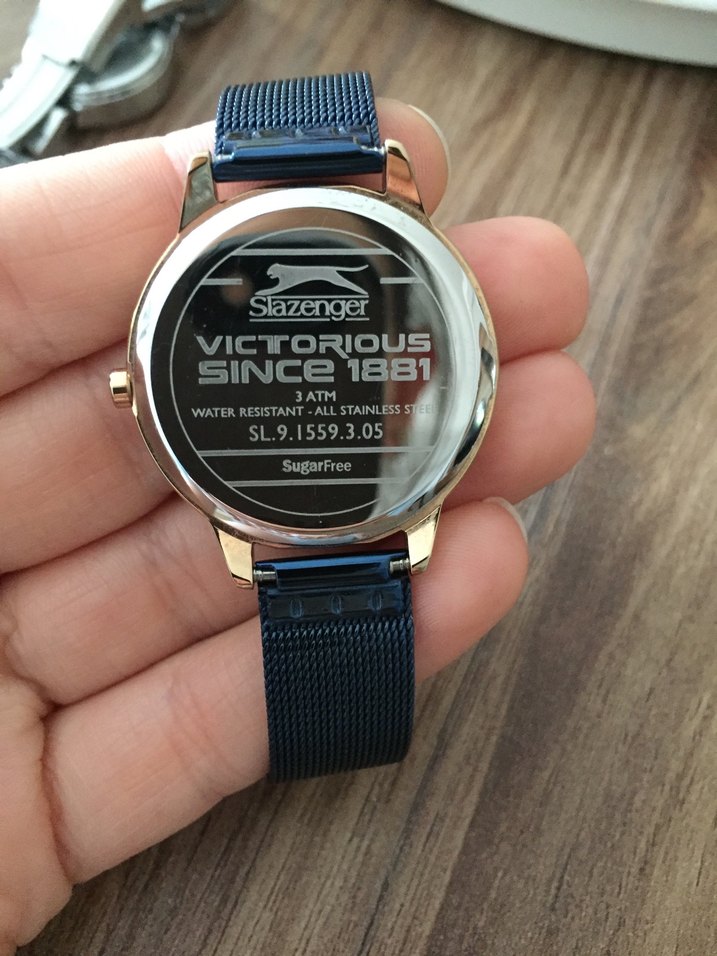 Slazenger
VICTORIOUS
SINCE 1881
3 ATM
WATER RESISTANT - ALL STAINLESS STEEL
SL.9.1559.3.05
SugarFree